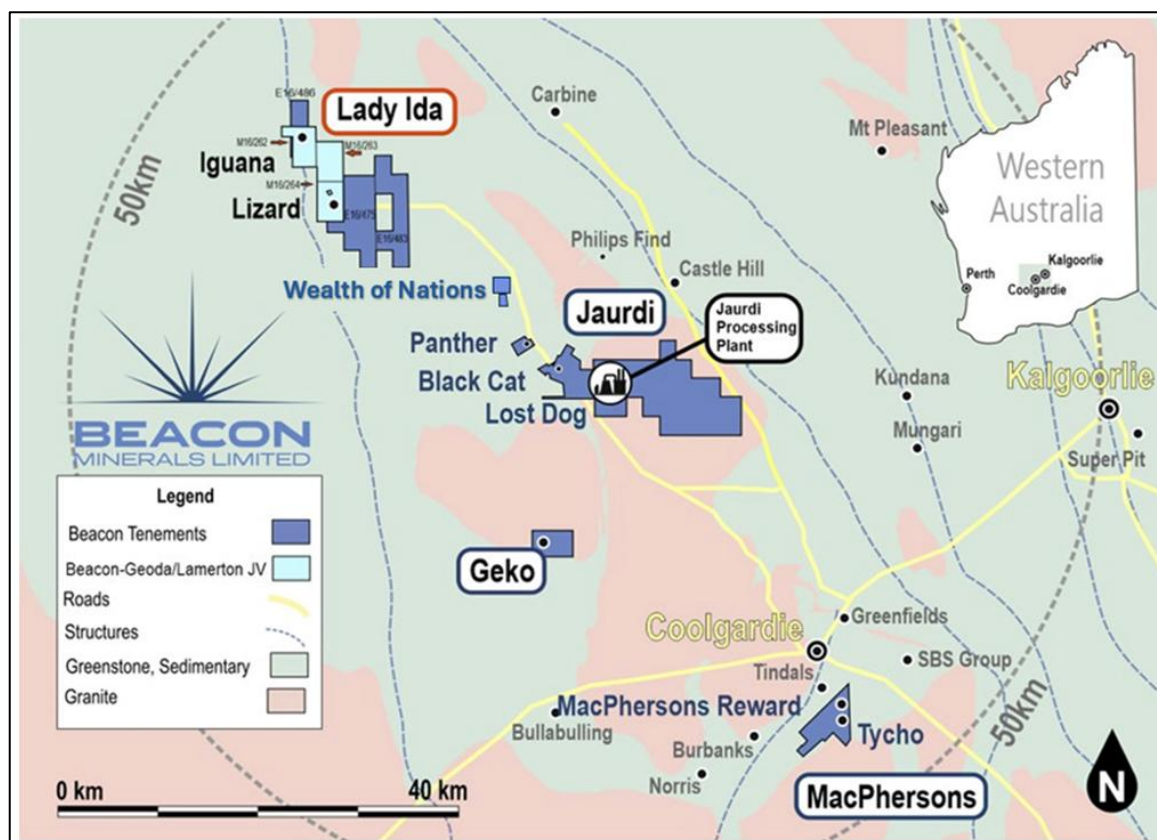 E16/486
Lady Ida
M16/262
M16/263
Iguana
M16/264
Lizard
E16/475
E16/483
50km
Carbine
Mt Pleasant
Western
Australia
Perth
Kalgoorlie
Coolgardie
Philips Find
Castle Hill
Wealth of Nations
Jaurdi
Jaurdi
Processing
Plant
Panther
Black Cat
Lost Dog
Kundana
Kalgoorlie
Mungari
Super Pit
BEACON
MINERALS LIMITED
Legend
Beacon Tenements
Beacon-Geoda/Lamerton JV
Roads
Structures
Greenstone, Sedimentary
Granite
Geko
Coolgardie
Greenfields
Tindals
SBS Group
MacPhersons Reward
Bullabulling
Tycho
Burbanks
Norris
50km
MacPhersons
0 km
40 km
N